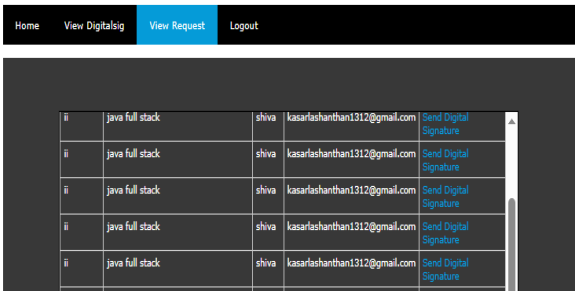 Home View Digitalsig View Request Logout
ii java full stack shiva kasarlashanthan1312@gmail.com Send Digital
Signature
ii java full stack shiva kasarlashanthan1312@gmail.com Send Digital
Signature
ii java full stack shiva kasarlashanthan1312@gmail.com Send Digital
Signature
ii java full stack shiva kasarlashanthan1312@gmail.com Send Digital
Signature
ii java full stack shiva kasarlashanthan1312@gmail.com Send Digital
Signature